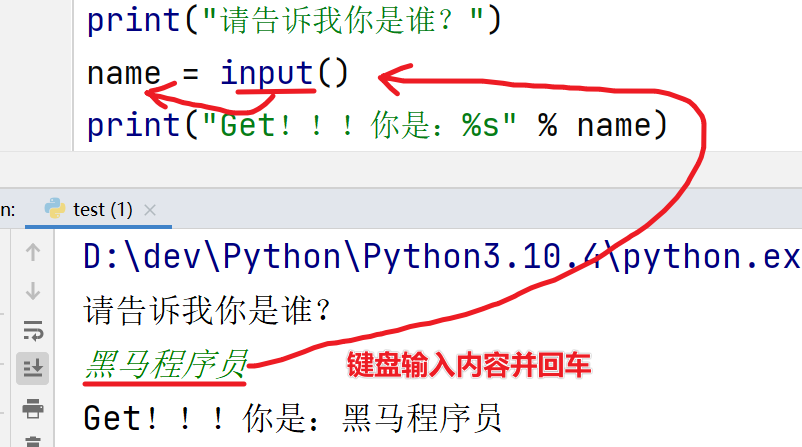 print("请告诉我你是谁？")
name = input()
print("Get！！！你是：%s" % name)
n:
test (1)
D:\dev\Python\Python3.10.4\python.ex
请告诉我你是谁？
黑马程序员
键盘输入内容并回车
Get！！！你是：黑马程序员